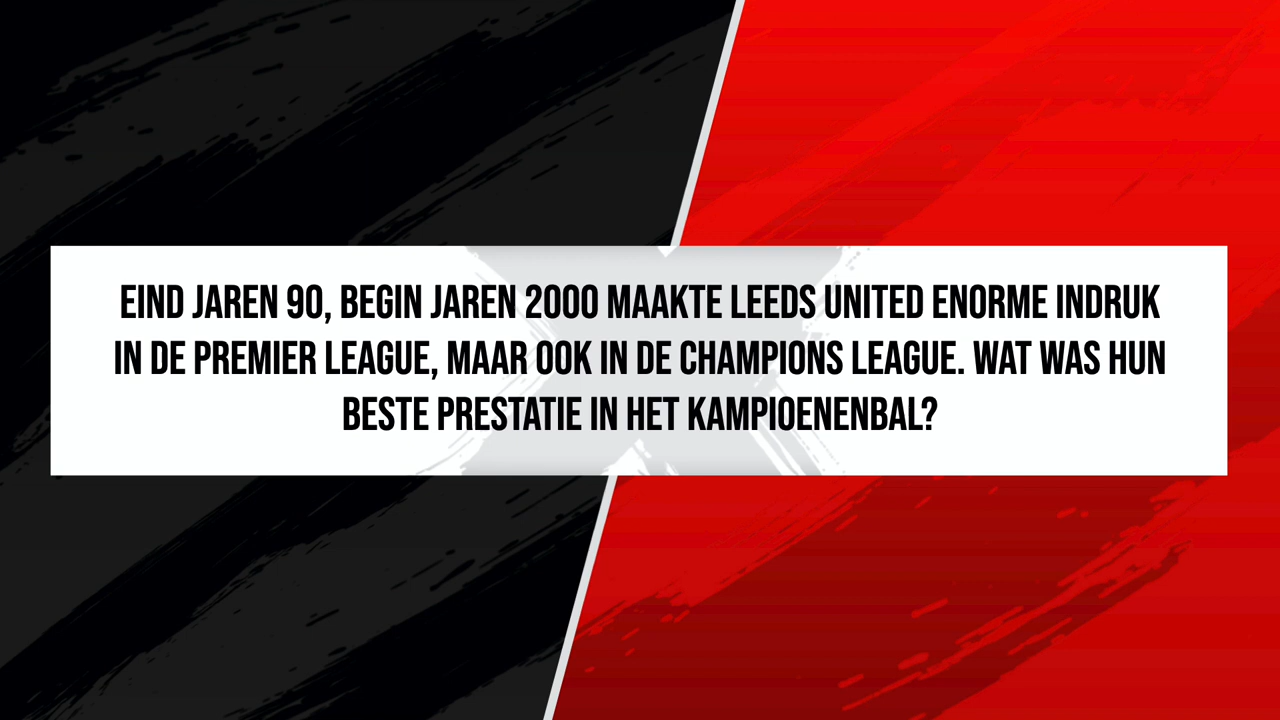 EIND JAREN 90, BEGIN JAREN 2000 MAAKTE LEEDS UNITED ENORME INDRUK
IN DE PREMIER LEAGUE, MAAR OOK IN DE CHAMPIONS LEAGUE. WAT WAS HUN
BESTE PRESTATIE IN HET KAMPIOENENBAL?